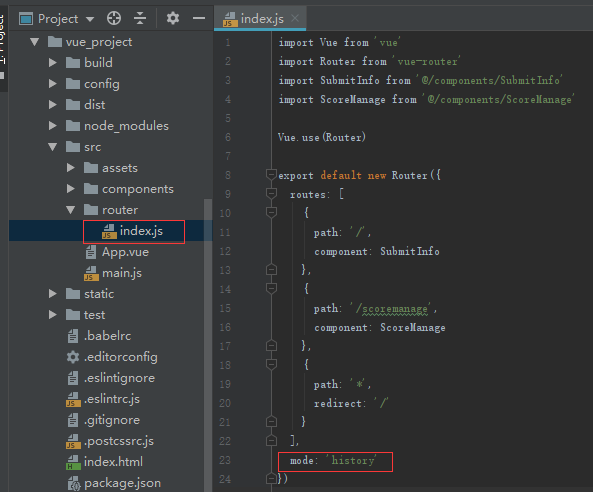 Project
index.js
vue_project
build
config
dist
node_modules
src
assets
components
router
index.js
App.vue
main.js
static
test
.babelrc
.editorconfig
.eslintignore
.eslintrc.js
.gitignore
.postcssrc.js
index.html
package.json
1 import Vue from 'vue'
2 import Router from 'vue-router'
3 import SubmitInfo from '@/components/SubmitInfo'
4 import ScoreManage from '@/components/ScoreManage'
5
6 Vue.use(Router)
7
8 export default new Router({
9 routes: [
10 {
11 path: '/',
12 component: SubmitInfo
13 },
14 {
15 path: '/scoremanage',
16 component: ScoreManage
17 },
18 {
19 path: '*',
20 redirect: '/'
21 }
22 ],
23 mode: 'history'
24 })